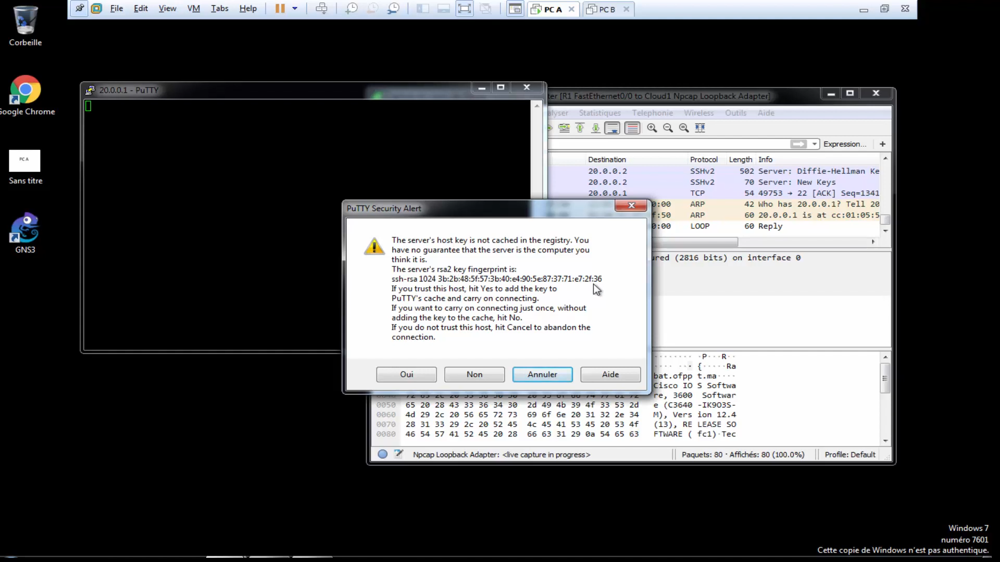 File Edit View VM Tabs Help PC A PC B
Corbeille
Google Chrome
PC A
Sans titre
GNS3
20.0.0.1 - PuTTY
[R1 FastEthernet0/0 to Cloud1 Npcap Loopback Adapter]
Statistiques Telephonie Wireless Outils Aide
Expression... +
Destination Protocol Length Info
20.0.0.2 SSHv2 502 Server: Diffie-Hellman Ke
20.0.0.2 SSHv2 70 Server: New Keys
20.0.0.1 TCP 54 49753 → 22 [ACK] Seq=1341
:00 ARP 42 Who has 20.0.0.1? Tell 20
f:50 ARP 60 20.0.0.1 is at cc:01:05:5
0:00 LOOP 60 Reply
ured (2816 bits) on interface 0
PuTTY Security Alert
The server's host key is not cached in the registry. You
have no guarantee that the server is the computer you
think it is.
The server's rsa2 key fingerprint is:
ssh-rsa 1024 3b:2b:48:5f:57:3b:40:e4:90:5e:87:37:71:e7:2f:36
If you trust this host, hit Yes to add the key to
PuTTY's cache and carry on connecting.
If you want to carry on connecting just once, without
adding the key to the cache, hit No.
If you do not trust this host, hit Cancel to abandon the
connection.
Oui Non Annuler Aide
········ ·P···R··
·{·····Ra
bat.ofpp t.ma····
Cisco IO S Softwa
re, 3600 Softwar
0050 65 20 28 43 33 36 34 30 2d 49 4b 39 4f 33 53 2d e (C3640 -IK9O3S-
0060 4d 29 2c 20 56 65 72 73 69 6f 6e 20 31 32 2e 34 M), Vers ion 12.4
0070 28 31 33 29 2c 20 52 45 4c 45 41 53 45 20 53 4f (13), RE LEASE SO
0080 46 54 57 41 52 45 20 28 66 63 31 29 0a 54 65 63 FTWARE ( fc1)·Tec
Npcap Loopback Adapter: <live capture in progress> Paquets: 80 · Affichés: 80 (100.0%) Profile: Default
Windows 7
numéro 7601
Cette copie de Windows n'est pas authentique.